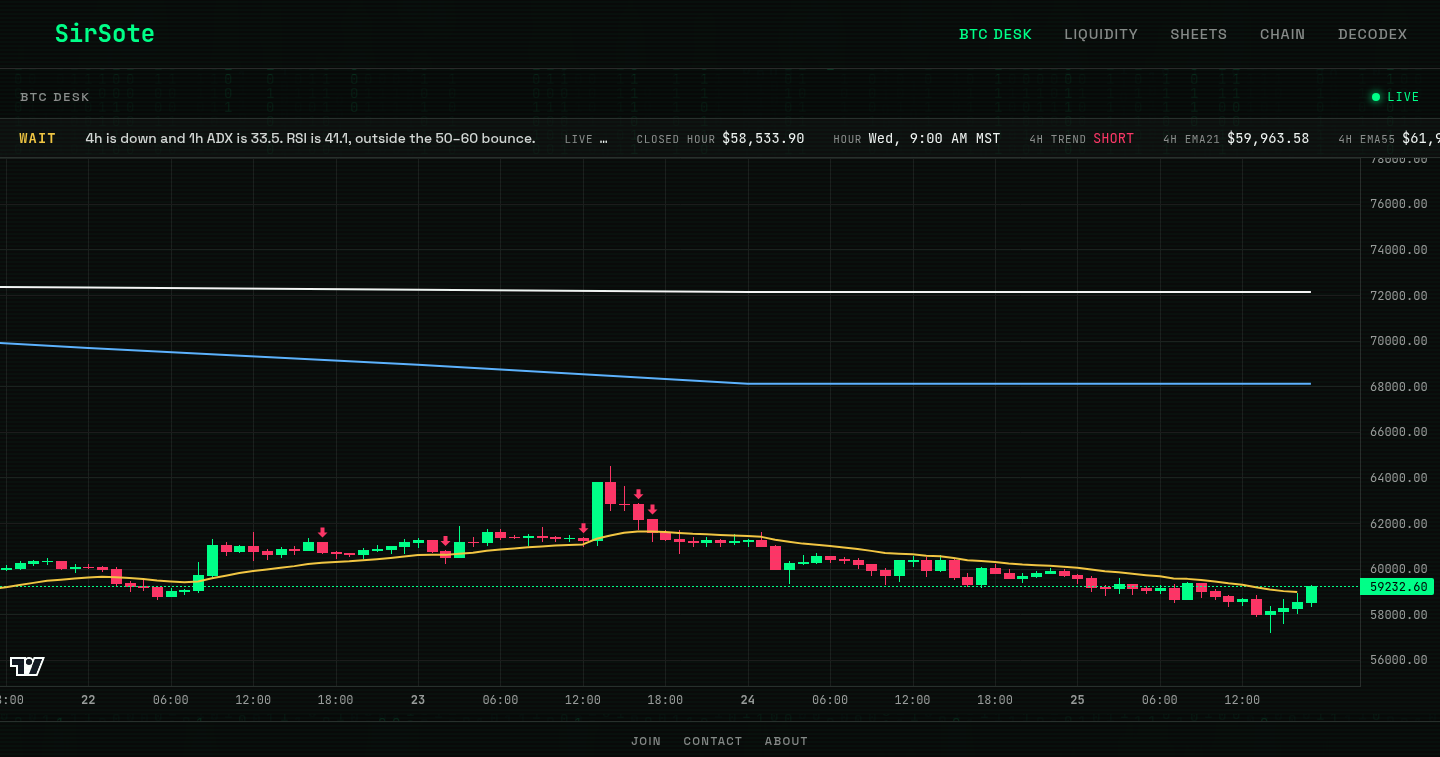 SirSote
BTC DESK LIQUIDITY SHEETS CHAIN DECODEX
BTC DESK
LIVE
WAIT 4h is down and 1h ADX is 33.5. RSI is 41.1, outside the 50–60 bounce. LIVE … CLOSED HOUR $58,533.90 HOUR Wed, 9:00 AM MST 4H TREND SHORT 4H EMA21 $59,963.58 4H EMA55 $61,9
78000.00
76000.00
74000.00
72000.00
70000.00
68000.00
66000.00
64000.00
62000.00
60000.00
59232.60
58000.00
56000.00
:00 22 06:00 12:00 18:00 23 06:00 12:00 18:00 24 06:00 12:00 18:00 25 06:00 12:00
JOIN CONTACT ABOUT